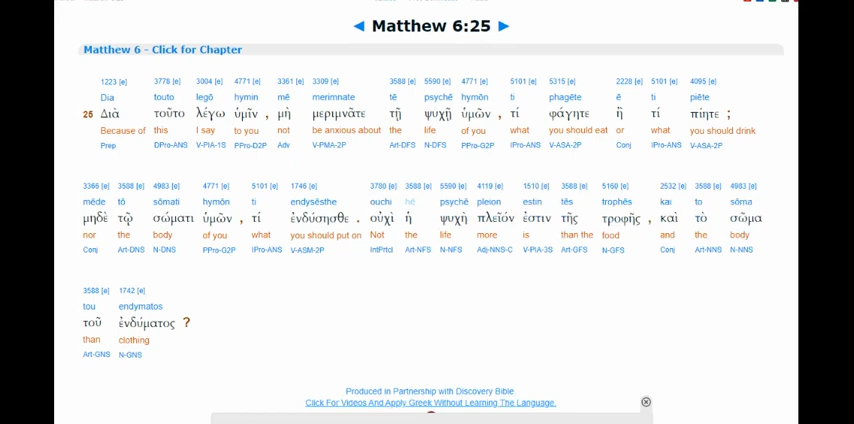 ◄ Matthew 6:25 ►
Matthew 6 - Click for Chapter
1223 [e] 3778 [e] 3004 [e] 4771 [e] 3361 [e] 3309 [e] 3588 [e] 5590 [e] 4771 [e] 5101 [e] 5315 [e] 2228 [e] 5101 [e] 4095 [e]
Dia touto legō hymin mē merimnate tē psychē hymōn ti phagēte ē ti piēte
25 Διὰ τοῦτο λέγω ὑμῖν , μὴ μεριμνᾶτε τῇ ψυχῇ ὑμῶν , τί φάγητε ἢ τί πίητε ;
Because of this I say to you not be anxious about the life of you what you should eat or what you should drink
Prep DPro-ANS V-PIA-1S PPro-D2P Adv V-PMA-2P Art-DFS N-DFS PPro-G2P IPro-ANS V-ASA-2P Conj IPro-ANS V-ASA-2P
3366 [e] 3588 [e] 4983 [e] 4771 [e] 5101 [e] 1746 [e] 3780 [e] 3588 [e] 5590 [e] 4119 [e] 1510 [e] 3588 [e] 5160 [e] 2532 [e] 3588 [e] 4983 [e]
mēde tō sōmati hymōn ti endysēsthe ouchi hē psychē pleion estin tēs trophēs kai to sōma
μηδὲ τῷ σώματι ὑμῶν , τί ἐνδύσησθε . οὐχὶ ἡ ψυχὴ πλεῖόν ἐστιν τῆς τροφῆς , καὶ τὸ σῶμα
nor the body of you what you should put on Not the life more is than the food and the body
Conj Art-DNS N-DNS PPro-G2P IPro-ANS V-ASM-2P IntPrtcl Art-NFS N-NFS Adj-NNS-C V-PIA-3S Art-GFS N-GFS Conj Art-NNS N-NNS
3588 [e] 1742 [e]
tou endymatos
τοῦ ἐνδύματος ?
than clothing
Art-GNS N-GNS
Produced in Partnership with Discovery Bible.
Click For Videos And Apply Greek Without Learning The Language.